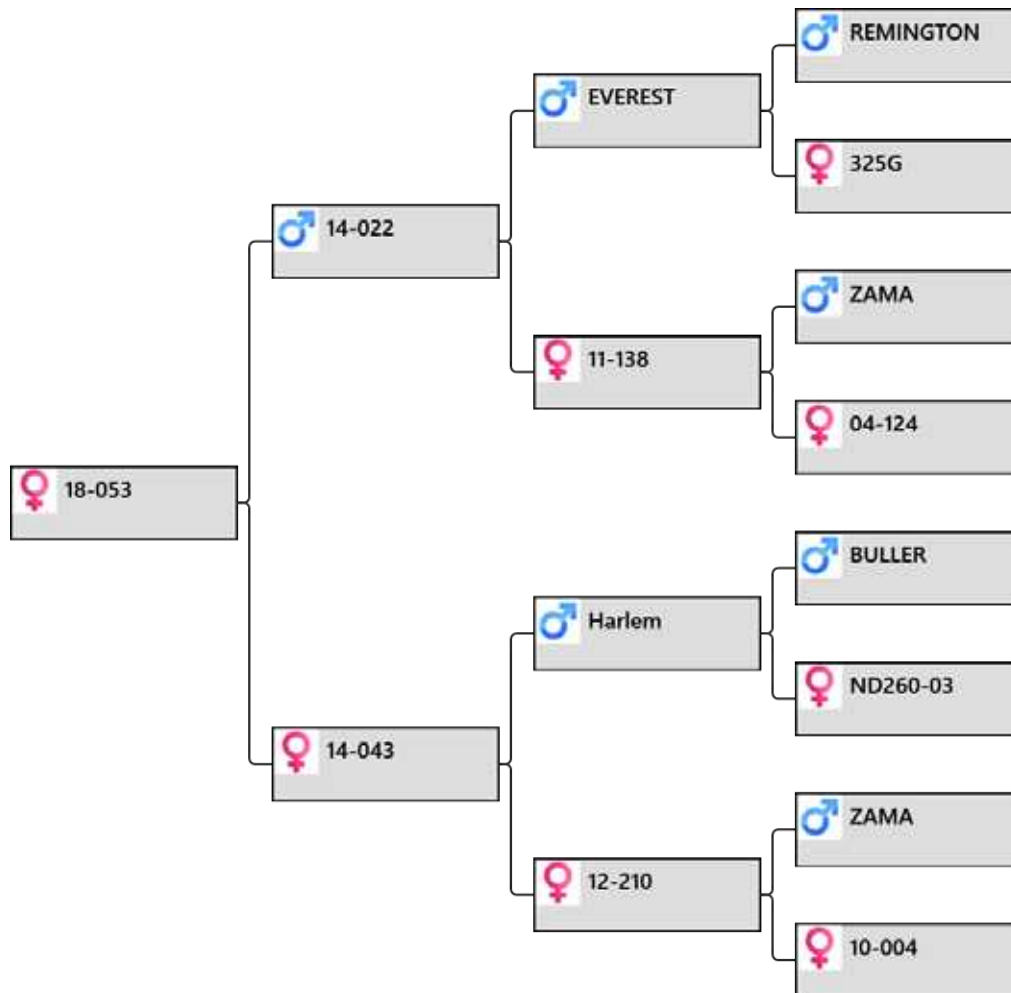 REMINGTON
EVEREST
325G
14-022
ZAMA
11-138
04-124
18-053
BULLER
Harlem
ND260-03
14-043
ZAMA
12-210
10-004